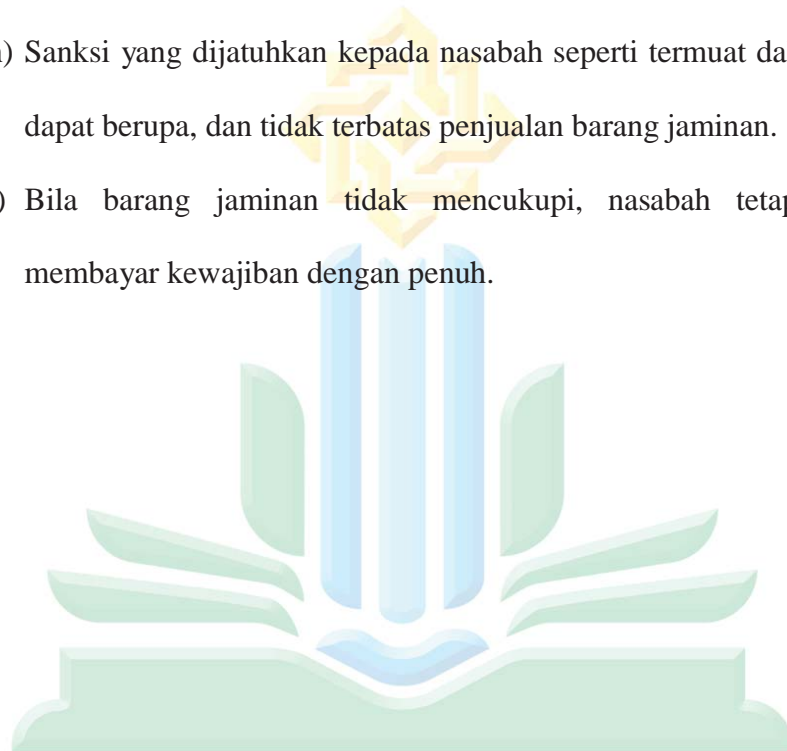 ) Sanksi yang dijatuhkan kepada nasabah seperti termuat da
dapat berupa, dan tidak terbatas penjualan barang jaminan.
) Bila barang jaminan tidak mencukupi, nasabah tetap
membayar kewajiban dengan penuh.